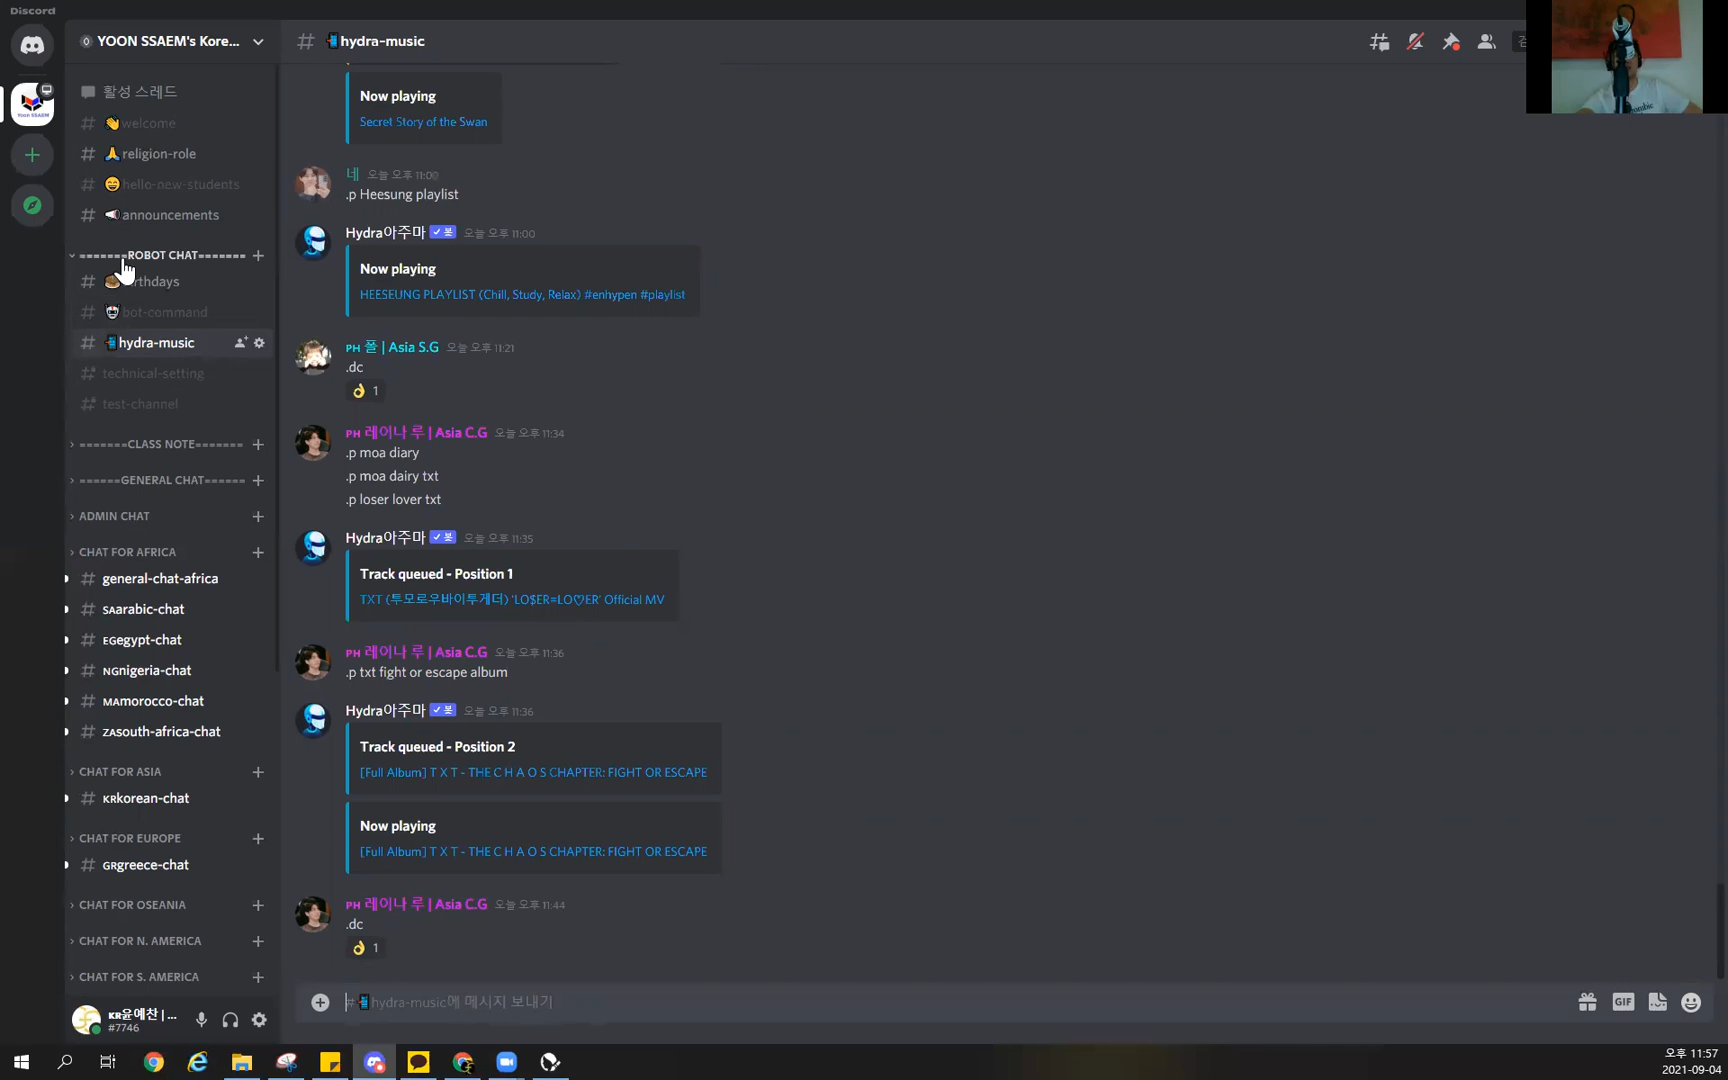 Discord
YOON SSAEM's Kore...
Yoon SSAEM
활성 스레드
welcome
religion-role
hello-new-students
announcements
=======ROBOT CHAT=======
bot-command
hydra-music
technical-setting
test-channel
=======CLASS NOTE=======
======GENERAL CHAT======
ADMIN CHAT
CHAT FOR AFRICA
general-chat-africa
SAarabic-chat
EGegypt-chat
NGnigeria-chat
MAmorocco-chat
ZAsouth-africa-chat
CHAT FOR ASIA
KRkorean-chat
CHAT FOR EUROPE
GRgreece-chat
CHAT FOR OSEANIA
CHAT FOR N. AMERICA
CHAT FOR S. AMERICA
KR윤예찬 | ...
#7746
# hydra-music
Now playing
Secret Story of the Swan
네 오늘 오후 11:00
.p Heesung playlist
Hydra아주마 ✓ 봇 오늘 오후 11:00
Now playing
HEESEUNG PLAYLIST (Chill, Study, Relax) #enhypen #playlist
PH 폴 | Asia S.G 오늘 오후 11:21
.dc
1
PH 레이나 루 | Asia C.G 오늘 오후 11:34
.p moa diary
.p moa dairy txt
.p loser lover txt
Hydra아주마 ✓ 봇 오늘 오후 11:35
Track queued - Position 1
TXT (투모로우바이투게더) 'LO$ER=LO♡ER' Official MV
PH 레이나 루 | Asia C.G 오늘 오후 11:36
.p txt fight or escape album
Hydra아주마 ✓ 봇 오늘 오후 11:36
Track queued - Position 2
[Full Album] T X T - THE C H A O S CHAPTER: FIGHT OR ESCAPE
Now playing
[Full Album] T X T - THE C H A O S CHAPTER: FIGHT OR ESCAPE
PH 레이나 루 | Asia C.G 오늘 오후 11:44
.dc
1
#hydra-music에 메시지 보내기
GIF
오후 11:57
2021-09-04